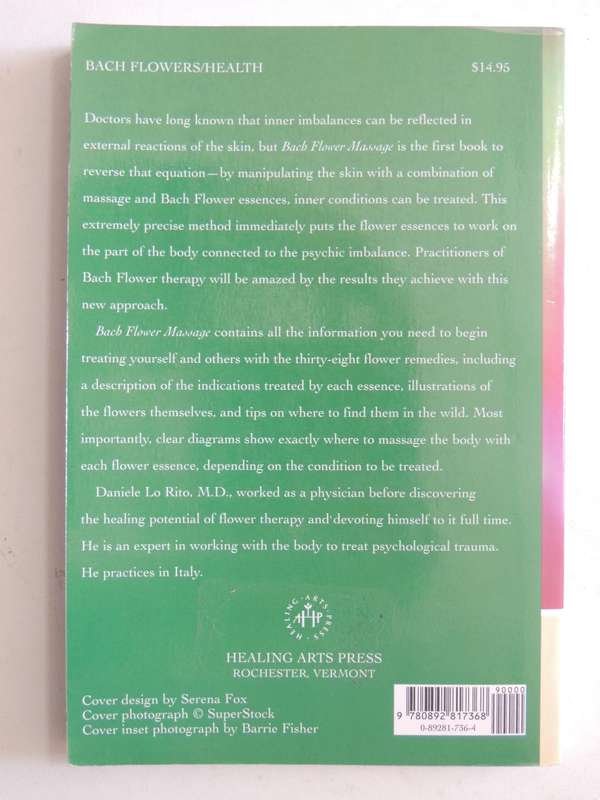 BACH FLOWERS/HEALTH $14.95
Doctors have long known that inner imbalances can be reflected in
external reactions of the skin, but Bach Flower Massage is the first book to
reverse that equation—by manipulating the skin with a combination of
massage and Bach Flower essences, inner conditions can be treated. This
extremely precise method immediately puts the flower essences to work on
the part of the body connected to the psychic imbalance. Practitioners of
Bach Flower therapy will be amazed by the results they achieve with this
new approach.
Bach Flower Massage contains all the information you need to begin
treating yourself and others with the thirty-eight flower remedies, including
a description of the indications treated by each essence, illustrations of
the flowers themselves, and tips on where to find them in the wild. Most
importantly, clear diagrams show exactly where to massage the body with
each flower essence, depending on the condition to be treated.
Daniele Lo Rito, M.D., worked as a physician before discovering
the healing potential of flower therapy and devoting himself to it full time.
He is an expert in working with the body to treat psychological trauma.
He practices in Italy.
HEALING·ARTS·PRESS·
HEALING ARTS PRESS
ROCHESTER, VERMONT
Cover design by Serena Fox
Cover photograph © SuperStock
Cover inset photograph by Barrie Fisher
90000
9 780892 817368
0-89281-736-4